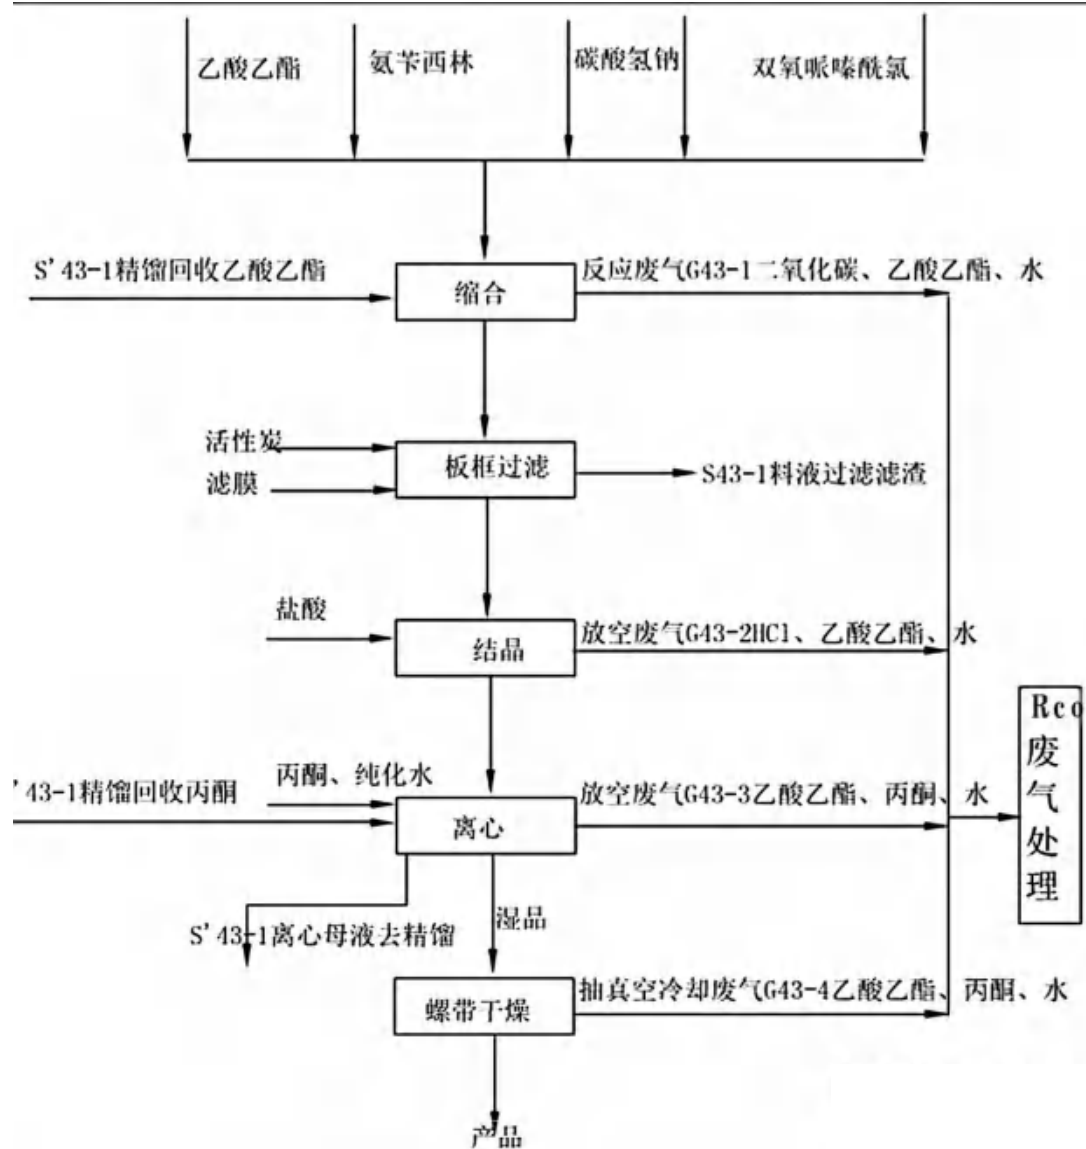 乙酸乙酯
氨苄西林
碳酸氢钠
双氧哌嗪酰氯
S'43-1精馏回收乙酸乙酯
缩合
反应废气G43-1二氧化碳、乙酸乙酯、水
活性炭
滤膜
板框过滤
S43-1料液过滤滤渣
盐酸
结晶
放空废气G43-2HCl、乙酸乙酯、水
丙酮、纯化水
'43-1精馏回收丙酮
离心
放空废气G43-3乙酸乙酯、丙酮、水
Rco
废
气
处
理
S'43-1离心母液去精馏
湿品
螺带干燥
抽真空冷却废气G43-4乙酸乙酯、丙酮、水
产品